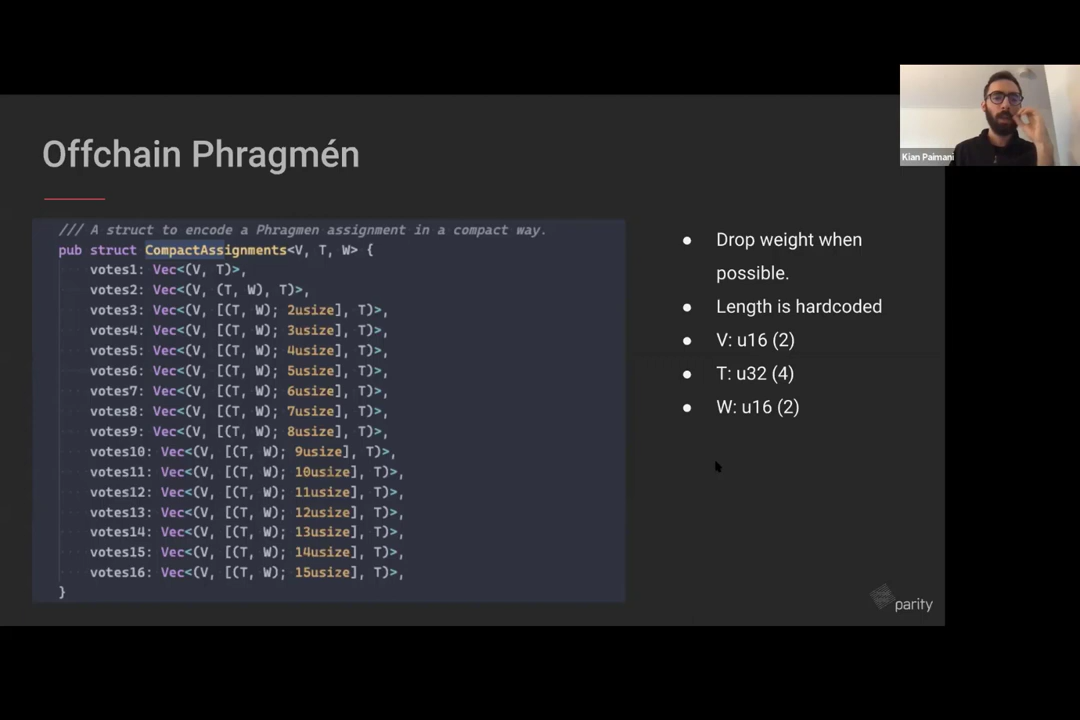 Kian Paimani
Offchain Phragmén
/// A struct to encode a Phragmen assignment in a compact way.
pub struct CompactAssignments<V, T, W> {
votes1: Vec<(V, T)>,
votes2: Vec<(V, (T, W), T)>,
votes3: Vec<(V, [(T, W); 2usize], T)>,
votes4: Vec<(V, [(T, W); 3usize], T)>,
votes5: Vec<(V, [(T, W); 4usize], T)>,
votes6: Vec<(V, [(T, W); 5usize], T)>,
votes7: Vec<(V, [(T, W); 6usize], T)>,
votes8: Vec<(V, [(T, W); 7usize], T)>,
votes9: Vec<(V, [(T, W); 8usize], T)>,
votes10: Vec<(V, [(T, W); 9usize], T)>,
votes11: Vec<(V, [(T, W); 10usize], T)>,
votes12: Vec<(V, [(T, W); 11usize], T)>,
votes13: Vec<(V, [(T, W); 12usize], T)>,
votes14: Vec<(V, [(T, W); 13usize], T)>,
votes15: Vec<(V, [(T, W); 14usize], T)>,
votes16: Vec<(V, [(T, W); 15usize], T)>,
}
● Drop weight when
possible.
● Length is hardcoded
● V: u16 (2)
● T: u32 (4)
● W: u16 (2)
parity